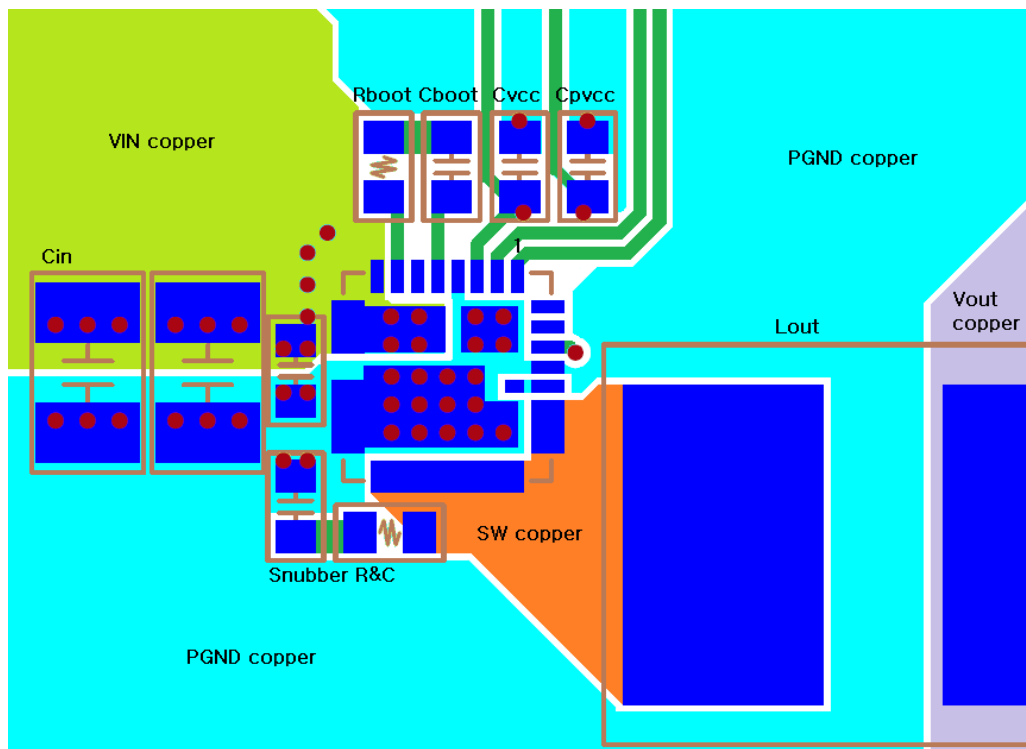 Rboot Cboot Cvcc Cpvcc
VIN copper
PGND copper
1
Cin
Vout
copper
Lout
SW copper
Snubber R&C
PGND copper